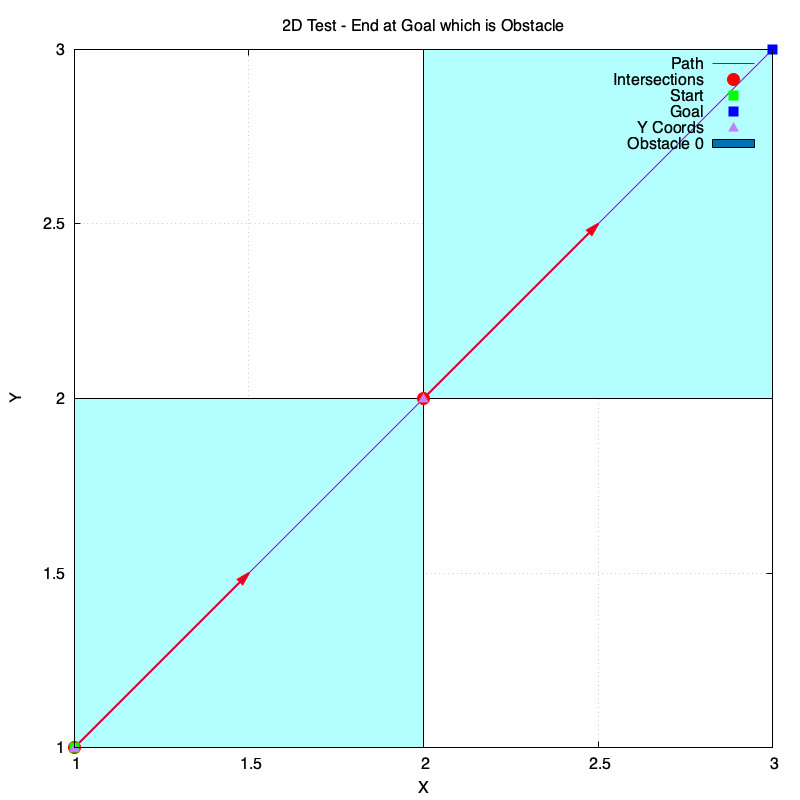 2D Test - End at Goal which is Obstacle
Path
Intersections
Start
Goal
Y Coords
Obstacle 0
3
2.5
2
1.5
1
Y
1
1.5
2
2.5
3
X